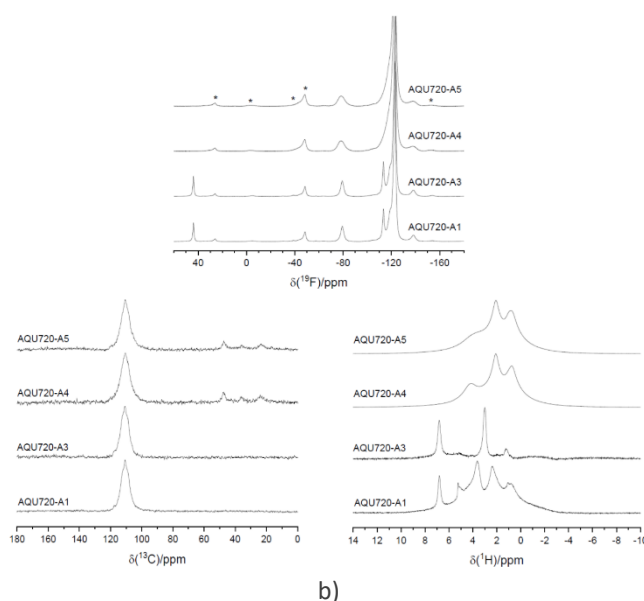 * * * * *
AQU720-A5
AQU720-A4
AQU720-A3
AQU720-A1
60 40 0 -40 -80 -120 -160
δ(¹⁹F)/ppm
AQU720-A5
AQU720-A4
AQU720-A3
AQU720-A1
180 160 140 120 100 80 60 40 20 0
δ(¹³C)/ppm
AQU720-A5
AQU720-A4
AQU720-A3
AQU720-A1
14 12 10 8 6 4 2 0 -2 -4 -6 -8 -10
δ(¹H)/ppm
b)